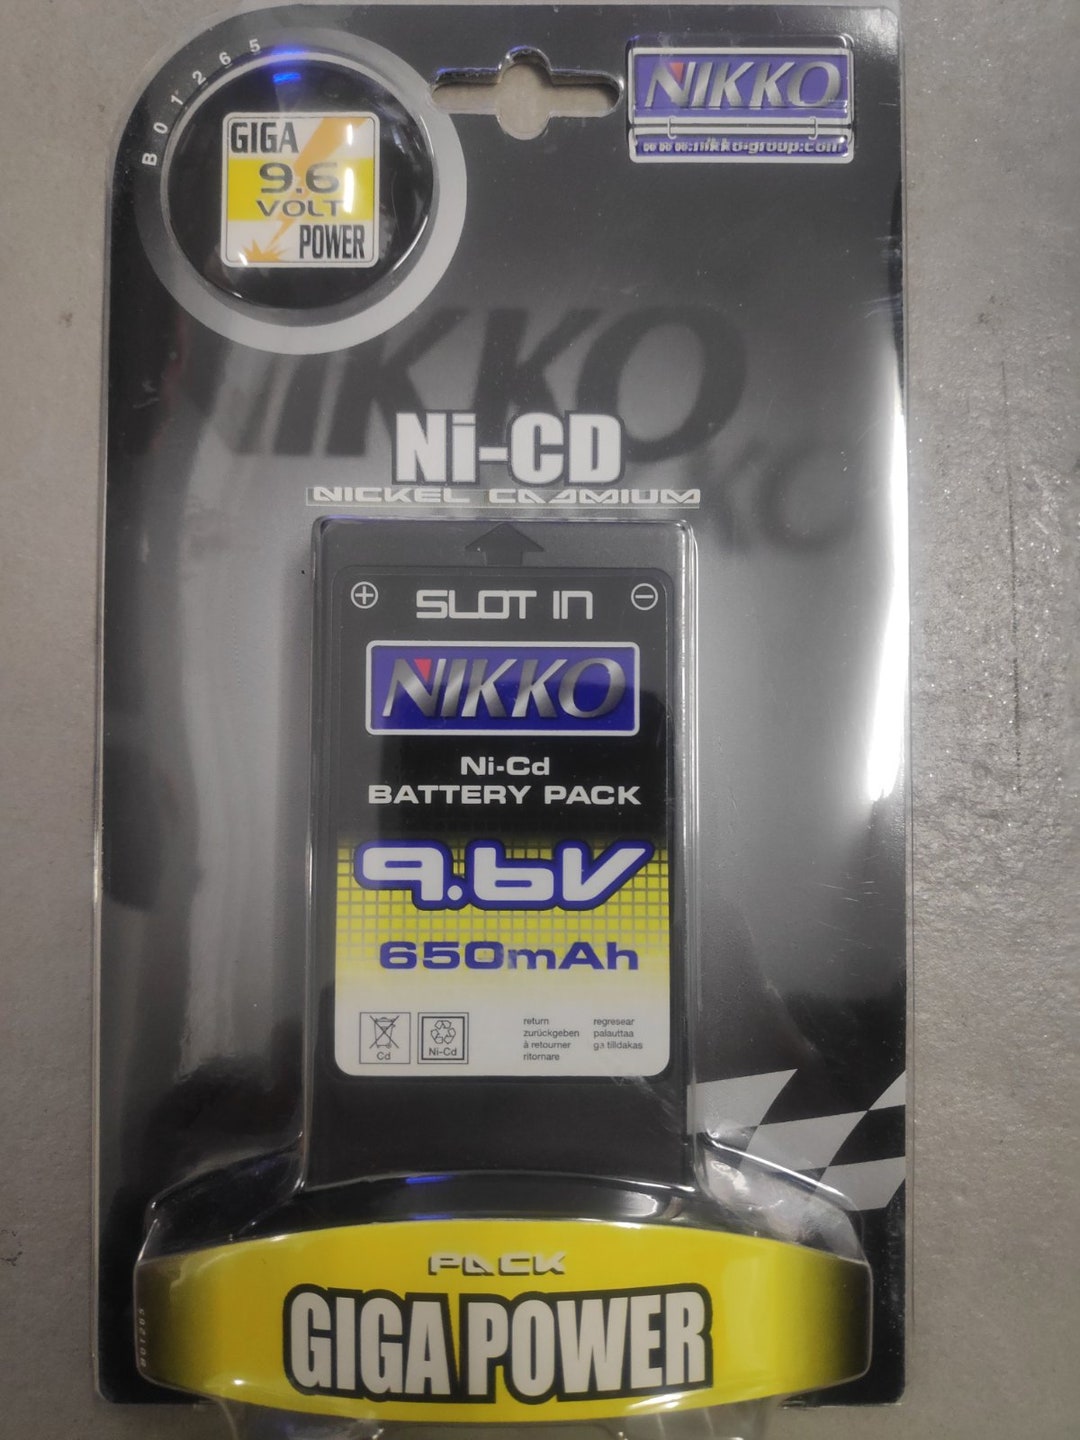 B01265
GIGA
9.6
VOLT
POWER
NIKKO
www.nikko-group.com
NIKKO
Ni-CD
NICKEL CADMIUM
+ SLOT IN −
NIKKO
Ni-Cd
BATTERY PACK
9.6V
650mAh
Cd
Ni-Cd
return
zurückgeben
à retourner
ritornare
regresear
palauttaa
ga tilldakas
PACK
GIGA POWER
B01265